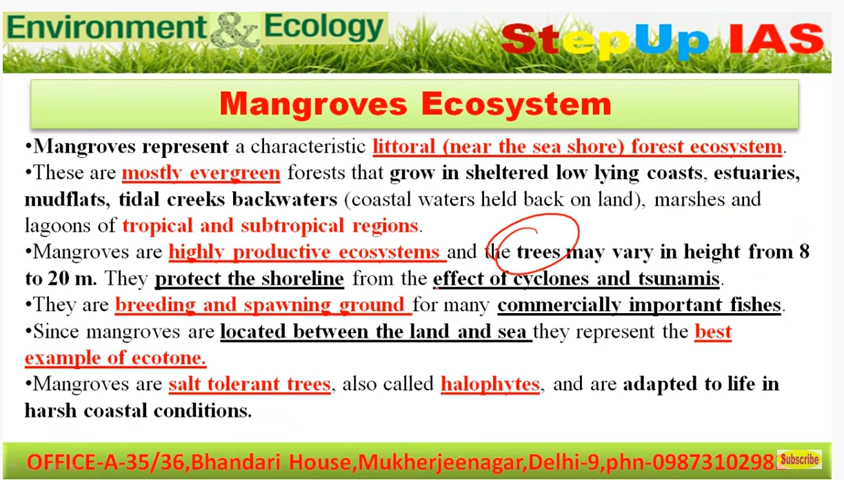 Environment & Ecology
StepUp IAS
Mangroves Ecosystem
•Mangroves represent a characteristic littoral (near the sea shore) forest ecosystem.
•These are mostly evergreen forests that grow in sheltered low lying coasts, estuaries,
mudflats, tidal creeks backwaters (coastal waters held back on land), marshes and
lagoons of tropical and subtropical regions.
•Mangroves are highly productive ecosystems and the trees may vary in height from 8
to 20 m. They protect the shoreline from the effect of cyclones and tsunamis.
•They are breeding and spawning ground for many commercially important fishes.
•Since mangroves are located between the land and sea they represent the best
example of ecotone.
•Mangroves are salt tolerant trees, also called halophytes, and are adapted to life in
harsh coastal conditions.
OFFICE-A-35/36,Bhandari House,Mukherjeenagar,Delhi-9,phn-0987310298
Subscribe